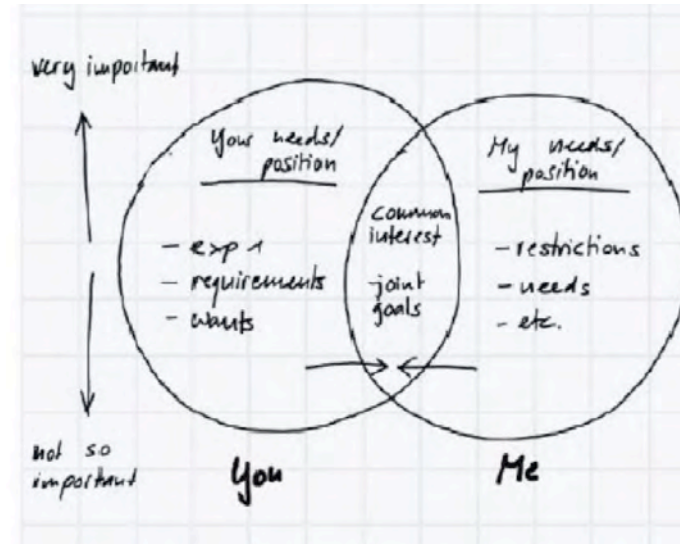 very important
Your needs/
position
- exp 1
- requirements
- wants
common
interest
joint
goals
My needs/
position
- restrictions
- needs
- etc.
not so
important
You
Me